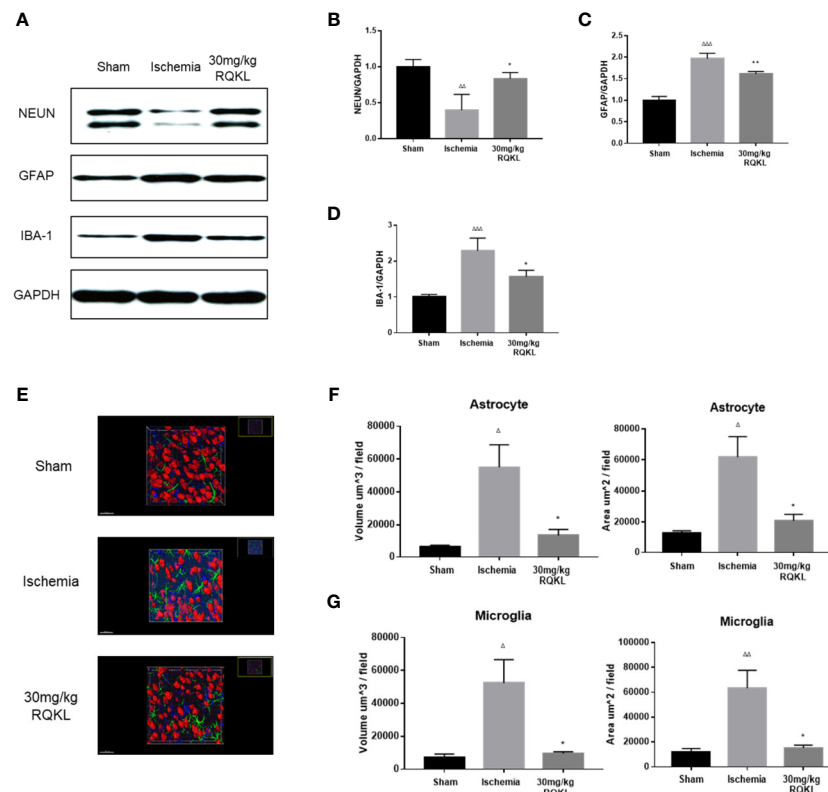 A
Sham
Ischemia
30mg/kg
RQKL
NEUN
GFAP
IBA-1
GAPDH
B
NEUN/GAPDH
1.5
1.0
0.5
0.0
ΔΔ
*
Sham
Ischemia
30mg/kg
RQKL
C
GFAP/GAPDH
2.5
2.0
1.5
1.0
0.5
0.0
ΔΔΔ
**
Sham
Ischemia
30mg/kg
RQKL
D
IBA-1/GAPDH
3
2
1
0
ΔΔΔ
*
Sham
Ischemia
30mg/kg
RQKL
E
Sham
Ischemia
30mg/kg
RQKL
F
Astrocyte
Volume um^3 / field
80000
60000
40000
20000
0
Δ
*
Sham
Ischemia
30mg/kg
RQKL
Astrocyte
Area um^2 / field
80000
60000
40000
20000
0
Δ
*
Sham
Ischemia
30mg/kg
RQKL
G
Microglia
Volume um^3 / field
80000
60000
40000
20000
0
Δ
*
Sham
Ischemia
30mg/kg
RQKL
Microglia
Area um^2 / field
100000
80000
60000
40000
20000
0
ΔΔ
*
Sham
Ischemia
30mg/kg
RQKL